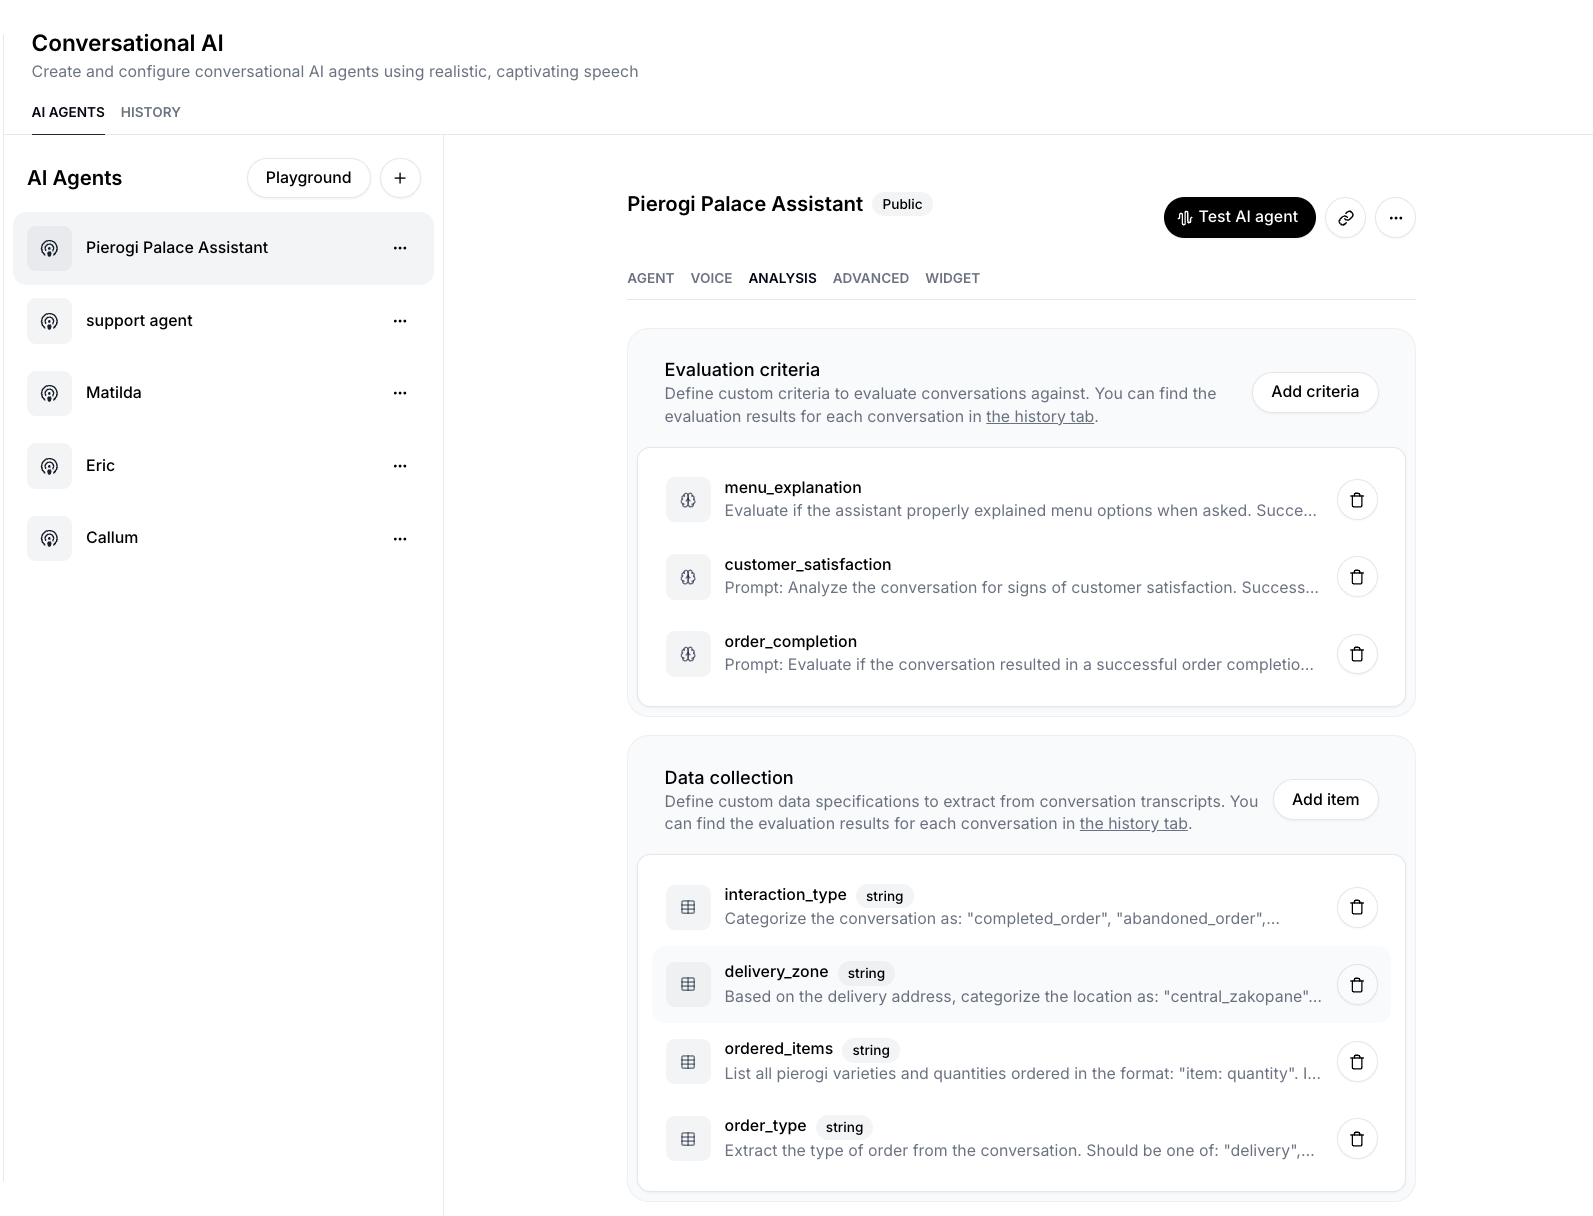 Conversational AI
Create and configure conversational AI agents using realistic, captivating speech
AI AGENTS HISTORY
AI Agents
Playground
Pierogi Palace Assistant
support agent
Matilda
Eric
Callum
Pierogi Palace Assistant Public
Test AI agent
AGENT VOICE ANALYSIS ADVANCED WIDGET
Evaluation criteria
Define custom criteria to evaluate conversations against. You can find the
evaluation results for each conversation in the history tab.
Add criteria
menu_explanation
Evaluate if the assistant properly explained menu options when asked. Succe...
customer_satisfaction
Prompt: Analyze the conversation for signs of customer satisfaction. Success...
order_completion
Prompt: Evaluate if the conversation resulted in a successful order completio...
Data collection
Define custom data specifications to extract from conversation transcripts. You
can find the evaluation results for each conversation in the history tab.
Add item
interaction_type string
Categorize the conversation as: "completed_order", "abandoned_order",...
delivery_zone string
Based on the delivery address, categorize the location as: "central_zakopane"...
ordered_items string
List all pierogi varieties and quantities ordered in the format: "item: quantity". I...
order_type string
Extract the type of order from the conversation. Should be one of: "delivery",...